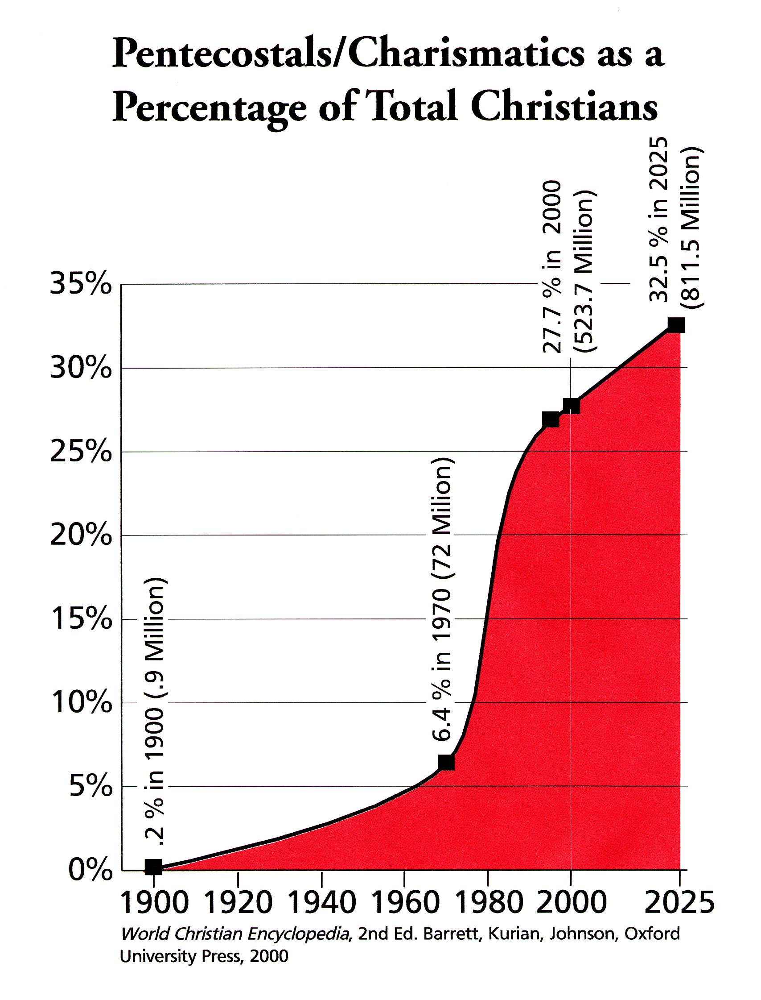 Pentecostals/Charismatics as a
Percentage of Total Christians
32.5 % in 2025
(811.5 Million)
27.7 % in 2000
(523.7 Million)
6.4 % in 1970 (72 Million)
.2 % in 1900 (.9 Million)
35%
30%
25%
20%
15%
10%
5%
0%
1900 1920 1940 1960 1980 2000 2025
World Christian Encyclopedia, 2nd Ed. Barrett, Kurian, Johnson, Oxford
University Press, 2000